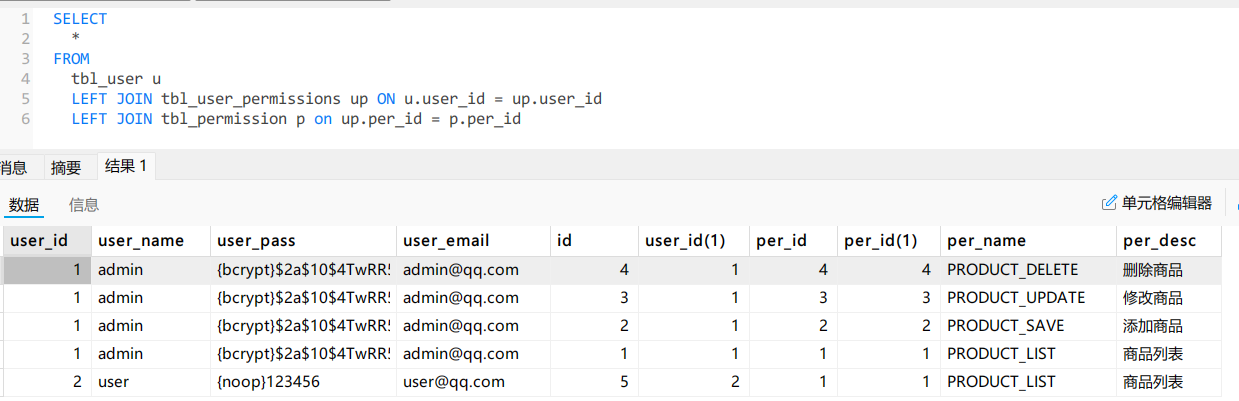 1 SELECT
2 *
3 FROM
4 tbl_user u
5 LEFT JOIN tbl_user_permissions up ON u.user_id = up.user_id
6 LEFT JOIN tbl_permission p on up.per_id = p.per_id
消息 摘要 结果 1
数据 信息 单元格编辑器
user_id user_name user_pass user_email id user_id(1) per_id per_id(1) per_name per_desc
1 admin {bcrypt}$2a$10$4TwRR! admin@qq.com 4 1 4 4 PRODUCT_DELETE 删除商品
1 admin {bcrypt}$2a$10$4TwRR! admin@qq.com 3 1 3 3 PRODUCT_UPDATE 修改商品
1 admin {bcrypt}$2a$10$4TwRR! admin@qq.com 2 1 2 2 PRODUCT_SAVE 添加商品
1 admin {bcrypt}$2a$10$4TwRR! admin@qq.com 1 1 1 1 PRODUCT_LIST 商品列表
2 user {noop}123456 user@qq.com 5 2 1 1 PRODUCT_LIST 商品列表